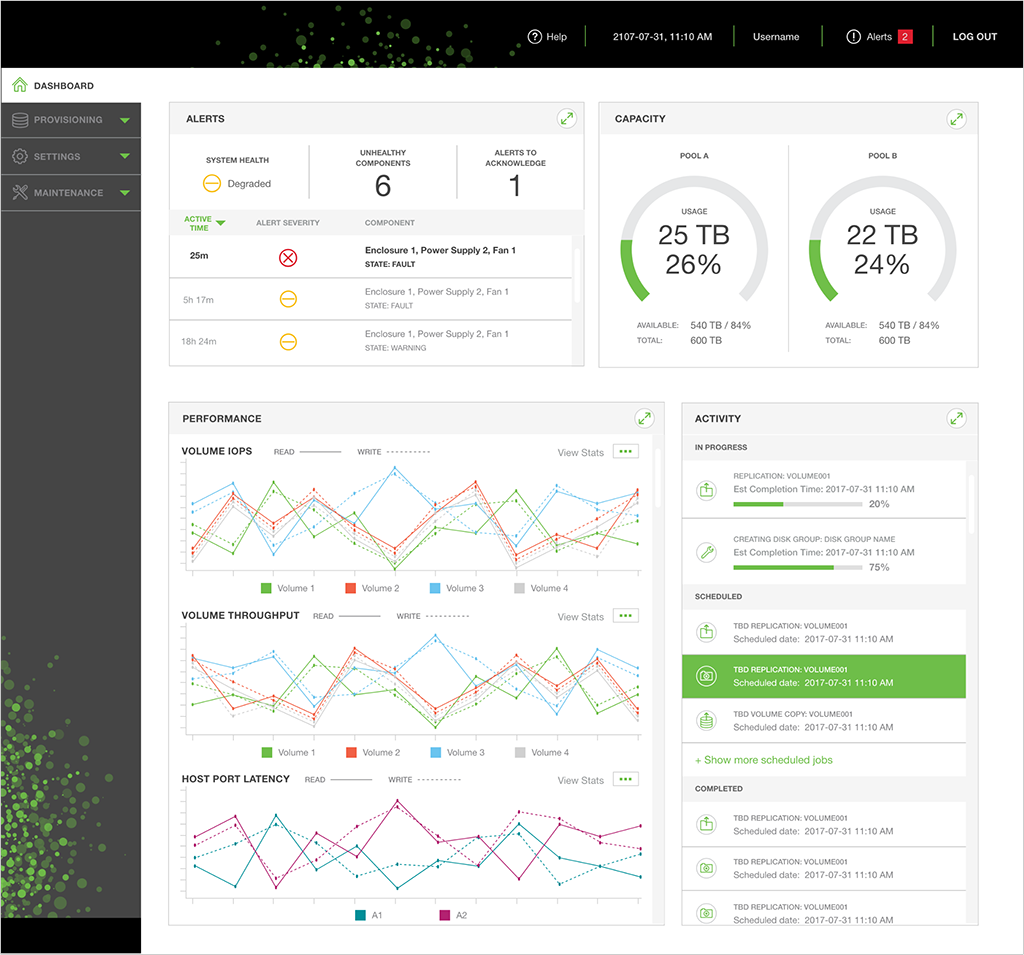 Help
2107-07-31, 11:10 AM
Username
Alerts 2
LOG OUT
DASHBOARD
PROVISIONING
SETTINGS
MAINTENANCE
ALERTS
SYSTEM HEALTH
Degraded
UNHEALTHY
COMPONENTS
6
ALERTS TO
ACKNOWLEDGE
1
ACTIVE
TIME
ALERT SEVERITY
COMPONENT
25m
Enclosure 1, Power Supply 2, Fan 1
STATE: FAULT
5h 17m
Enclosure 1, Power Supply 2, Fan 1
STATE: FAULT
18h 24m
Enclosure 1, Power Supply 2, Fan 1
STATE: WARNING
CAPACITY
POOL A
USAGE
25 TB
26%
AVAILABLE: 540 TB / 84%
TOTAL: 600 TB
POOL B
USAGE
22 TB
24%
AVAILABLE: 540 TB / 84%
TOTAL: 600 TB
PERFORMANCE
VOLUME IOPS READ WRITE View Stats
Volume 1 Volume 2 Volume 3 Volume 4
VOLUME THROUGHPUT READ WRITE View Stats
Volume 1 Volume 2 Volume 3 Volume 4
HOST PORT LATENCY READ WRITE View Stats
A1 A2
ACTIVITY
IN PROGRESS
REPLICATION: VOLUME001
Est Completion Time: 2017-07-31 11:10 AM
20%
CREATING DISK GROUP: DISK GROUP NAME
Est Completion Time: 2017-07-31 11:10 AM
75%
SCHEDULED
TBD REPLICATION: VOLUME001
Scheduled date: 2017-07-31 11:10 AM
TBD REPLICATION: VOLUME001
Scheduled date: 2017-07-31 11:10 AM
TBD VOLUME COPY: VOLUME001
Scheduled date: 2017-07-31 11:10 AM
+ Show more scheduled jobs
COMPLETED
TBD REPLICATION: VOLUME001
Scheduled date: 2017-07-31 11:10 AM
TBD REPLICATION: VOLUME001
Scheduled date: 2017-07-31 11:10 AM
TBD REPLICATION: VOLUME001
Scheduled date: 2017-07-31 11:10 AM